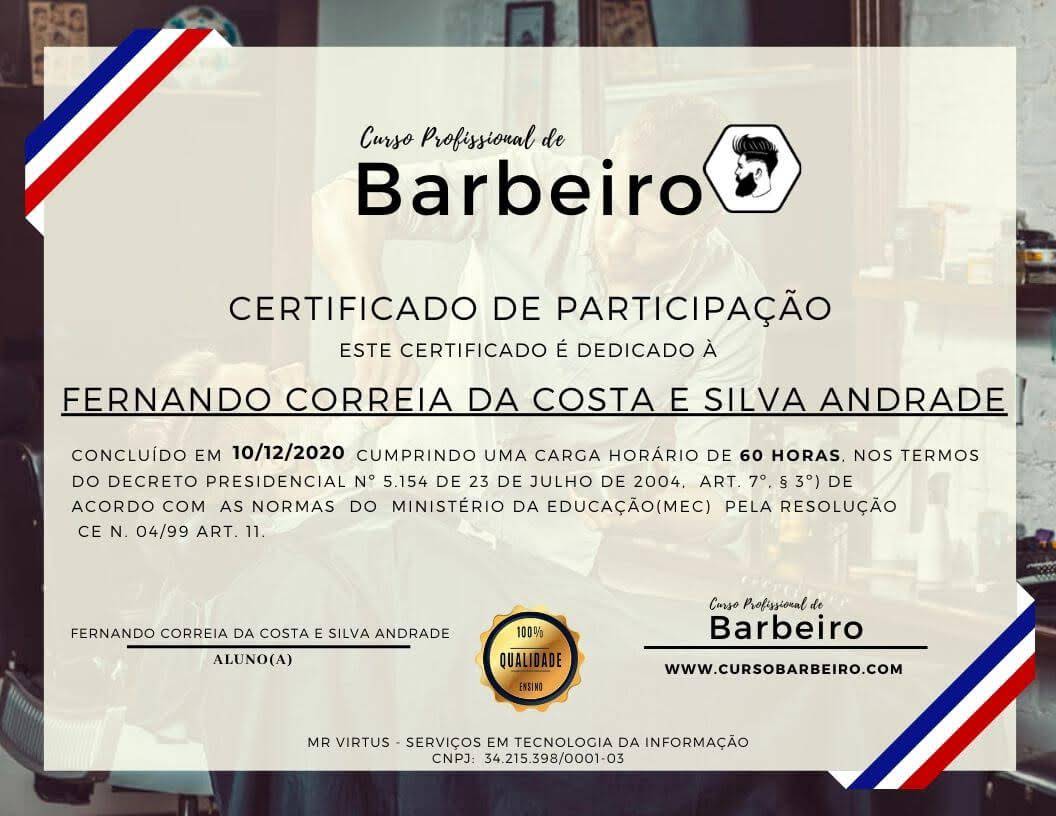 Curso Profissional de
Barbeiro
CERTIFICADO DE PARTICIPAÇÃO
ESTE CERTIFICADO É DEDICADO À
FERNANDO CORREIA DA COSTA E SILVA ANDRADE
CONCLUÍDO EM 10/12/2020 CUMPRINDO UMA CARGA HORÁRIO DE 60 HORAS, NOS TERMOS
DO DECRETO PRESIDENCIAL Nº 5.154 DE 23 DE JULHO DE 2004, ART. 7º, § 3º) DE
ACORDO COM AS NORMAS DO MINISTÉRIO DA EDUCAÇÃO(MEC) PELA RESOLUÇÃO
CE N. 04/99 ART. 11.
FERNANDO CORREIA DA COSTA E SILVA ANDRADE
ALUNO(A)
100%
QUALIDADE
ENSINO
Curso Profissional de
Barbeiro
WWW.CURSOBARBEIRO.COM
MR VIRTUS - SERVIÇOS EM TECNOLOGIA DA INFORMAÇÃO
CNPJ: 34.215.398/0001-03